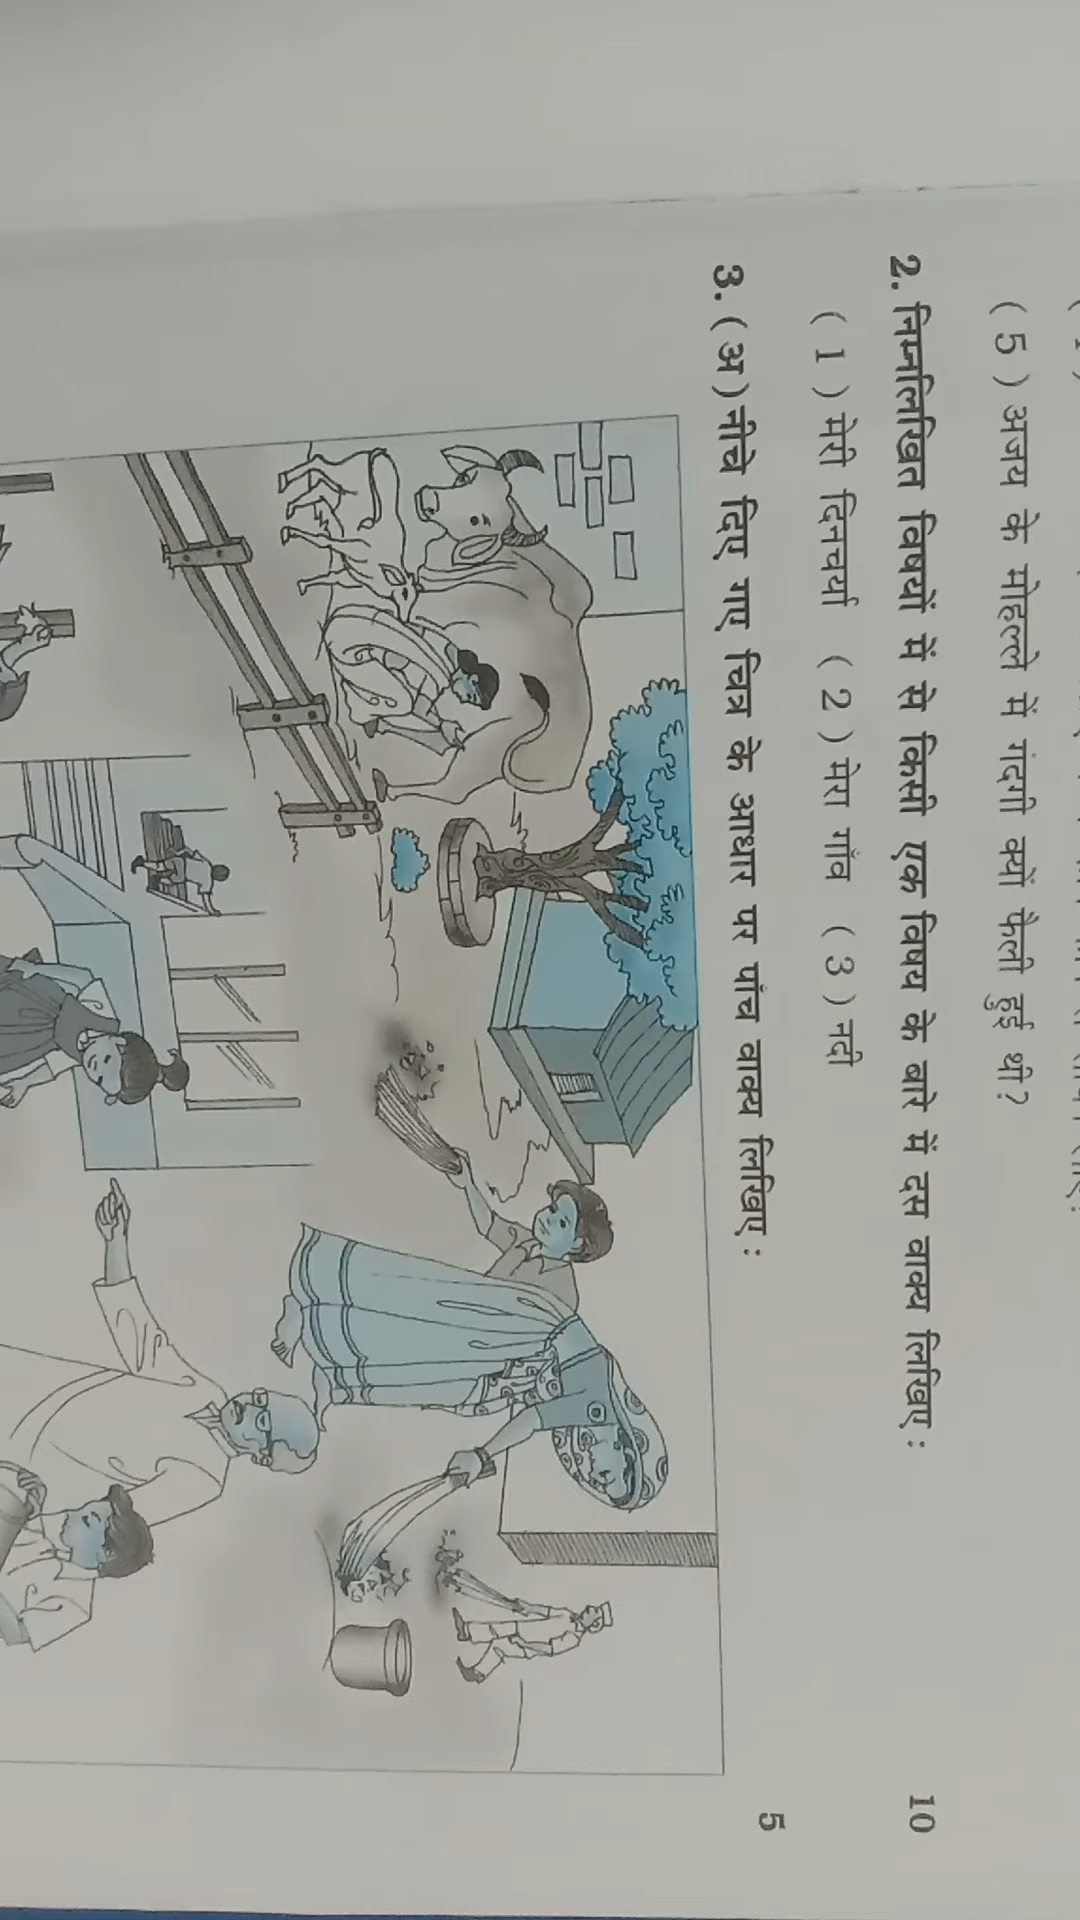 ( 5 ) अजय के मोहल्ले में गंदगी क्यों फैली हुई थी ?
2. निम्नलिखित विषयों में से किसी एक विषय के बारे में दस वाक्य लिखिए : 10
( 1 ) मेरी दिनचर्या ( 2 ) मेरा गाँव ( 3 ) नदी
3. ( अ ) नीचे दिए गए चित्र के आधार पर पांच वाक्य लिखिए : 5